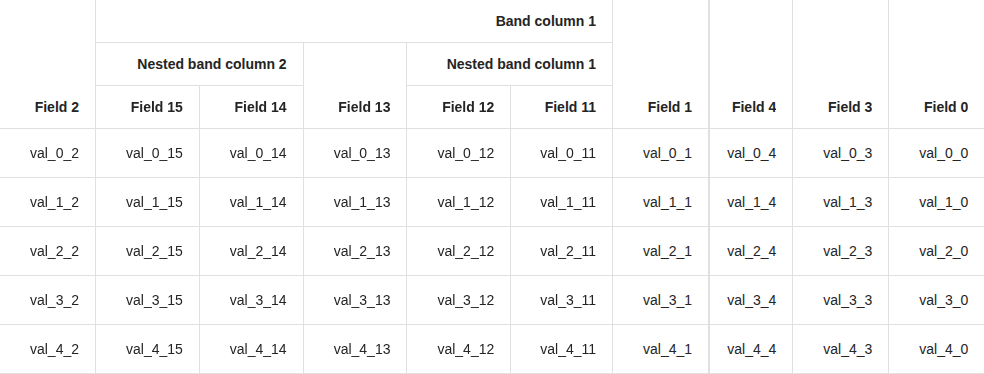 Band column 1
Nested band column 2 Nested band column 1
Field 2 Field 15 Field 14 Field 13 Field 12 Field 11 Field 1 Field 4 Field 3 Field 0
val_0_2 val_0_15 val_0_14 val_0_13 val_0_12 val_0_11 val_0_1 val_0_4 val_0_3 val_0_0
val_1_2 val_1_15 val_1_14 val_1_13 val_1_12 val_1_11 val_1_1 val_1_4 val_1_3 val_1_0
val_2_2 val_2_15 val_2_14 val_2_13 val_2_12 val_2_11 val_2_1 val_2_4 val_2_3 val_2_0
val_3_2 val_3_15 val_3_14 val_3_13 val_3_12 val_3_11 val_3_1 val_3_4 val_3_3 val_3_0
val_4_2 val_4_15 val_4_14 val_4_13 val_4_12 val_4_11 val_4_1 val_4_4 val_4_3 val_4_0